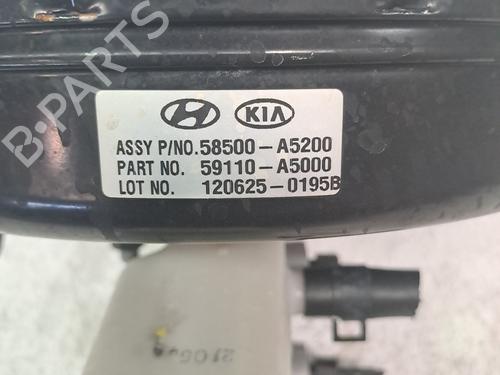 B-PARTS
KIA
ASSY P/NO. 58500-A5200
PART NO. 59110-A5000
LOT NO. 120625-0195B